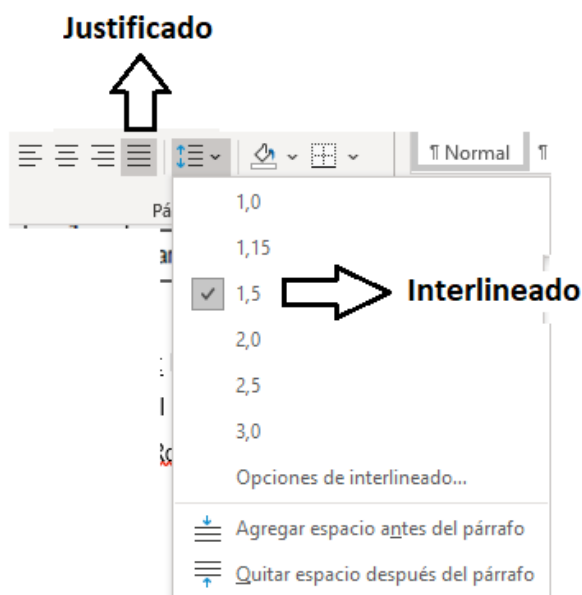 Justificado
¶ Normal ¶
Pá
1,0
1,15
1,5 Interlineado
2,0
2,5
3,0
Opciones de interlineado...
Agregar espacio antes del párrafo
Quitar espacio después del párrafo